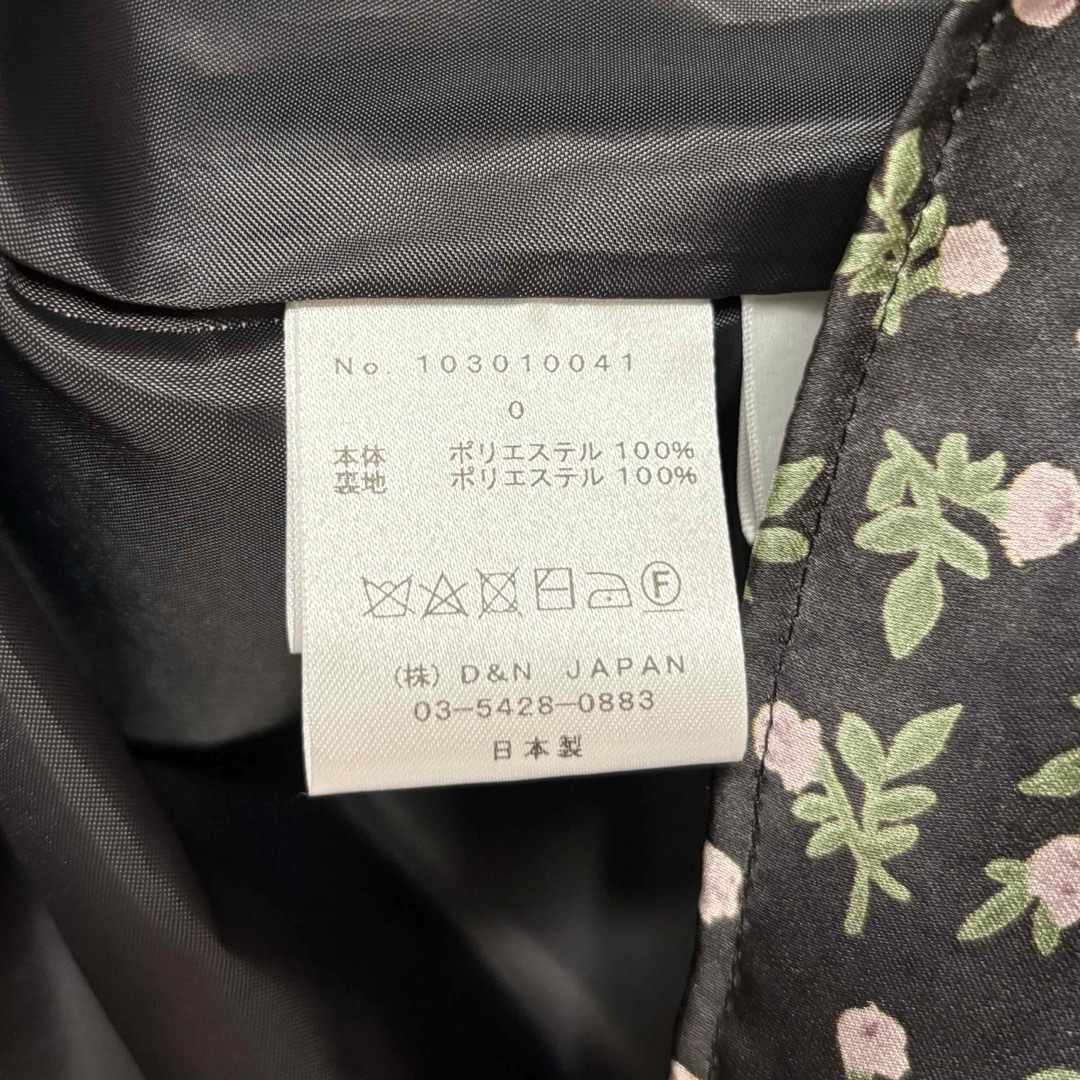 No. 103010041
0
本体 ポリエステル 100%
裏地 ポリエステル 100%
F
(株) D&N JAPAN
03-5428-0883
日本製